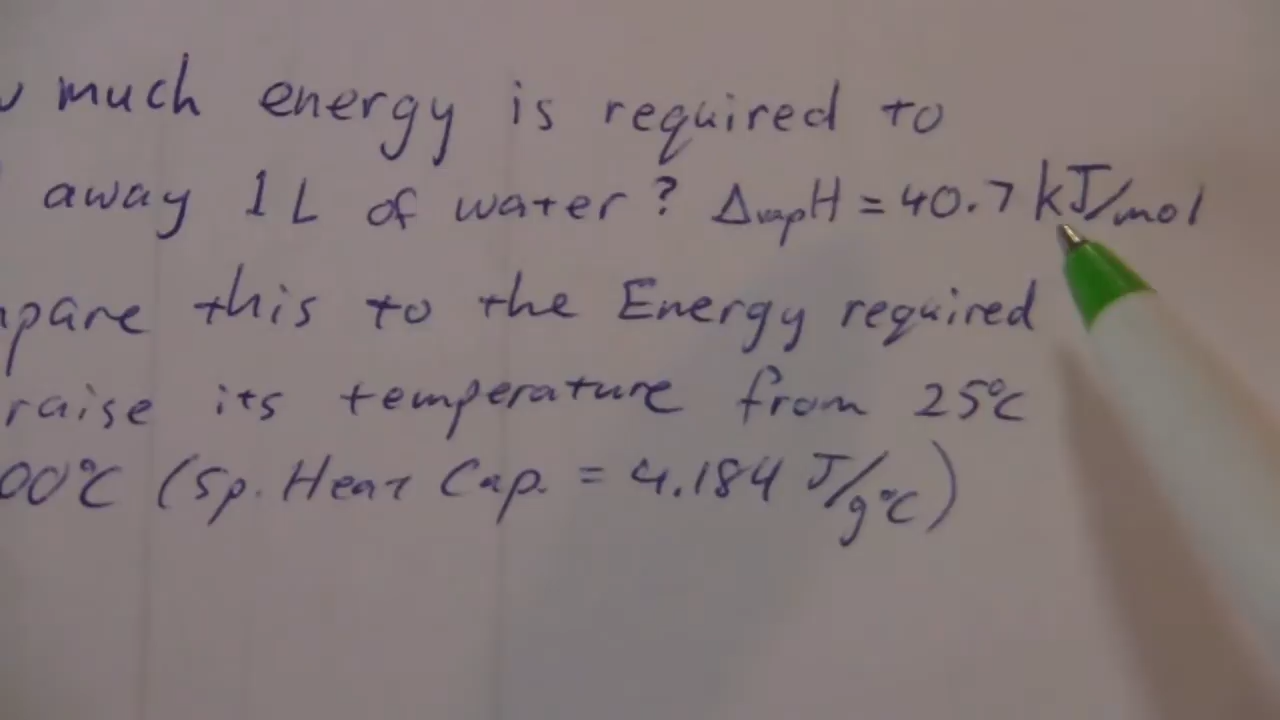 much energy is required to
away 1 L of water? ΔvapH = 40.7 kJ/mol
this to the Energy required
raise its temperature from 25°C
00°C (Sp. Heat Cap. = 4.184 J/g°C)